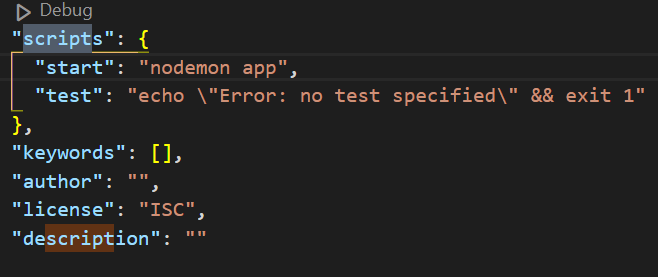 Debug
"scripts": {
"start": "nodemon app",
"test": "echo \"Error: no test specified\" && exit 1"
},
"keywords": [],
"author": "",
"license": "ISC",
"description": ""